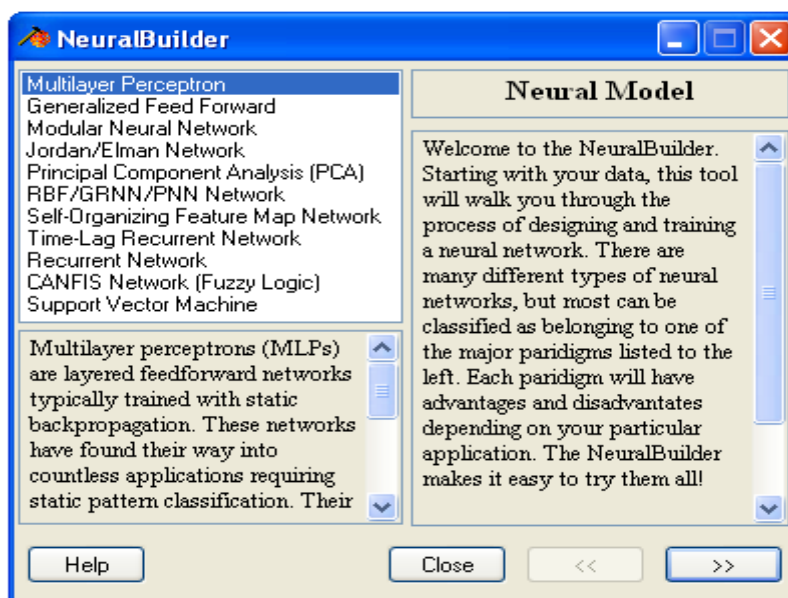 NeuralBuilder
Multilayer Perceptron
Generalized Feed Forward
Modular Neural Network
Jordan/Elman Network
Principal Component Analysis (PCA)
RBF/GRNN/PNN Network
Self-Organizing Feature Map Network
Time-Lag Recurrent Network
Recurrent Network
CANFIS Network (Fuzzy Logic)
Support Vector Machine
Multilayer perceptrons (MLPs)
are layered feedforward networks
typically trained with static
backpropagation. These networks
have found their way into
countless applications requiring
static pattern classification. Their
Neural Model
Welcome to the NeuralBuilder.
Starting with your data, this tool
will walk you through the
process of designing and training
a neural network. There are
many different types of neural
networks, but most can be
classified as belonging to one of
the major paridigms listed to the
left. Each paridigm will have
advantages and disadvantates
depending on your particular
application. The NeuralBuilder
makes it easy to try them all!
Help
Close
<<
>>